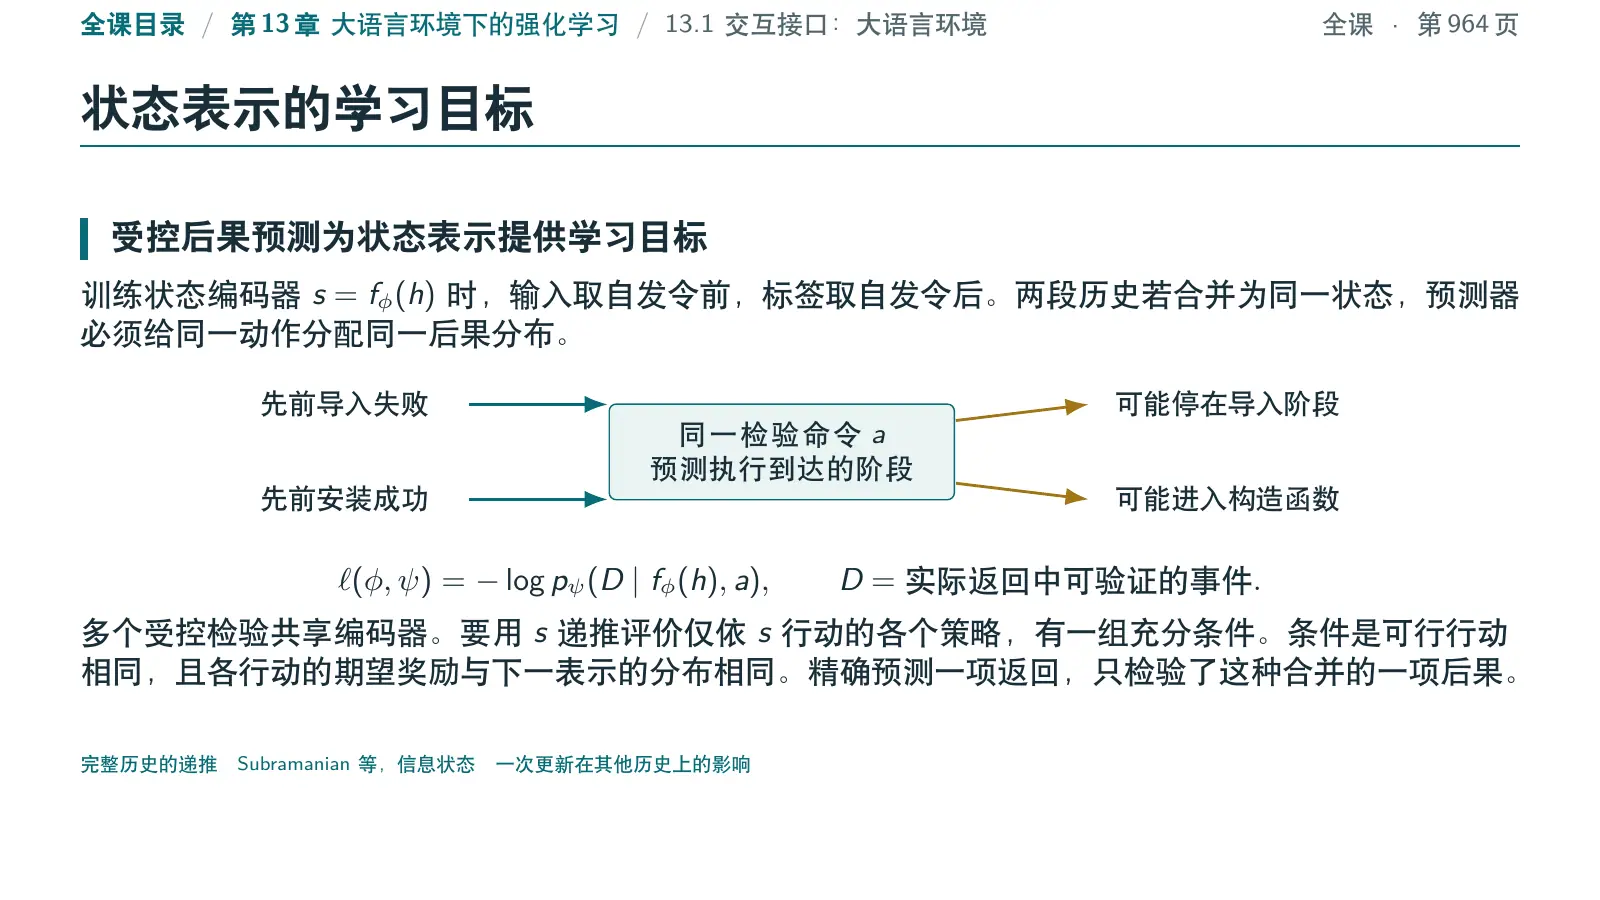 全课目录 / 第 13 章 大语言环境下的强化学习 / 13.1 交互接口：大语言环境
全课 · 第 964 页
状态表示的学习目标
受控后果预测为状态表示提供学习目标
训练状态编码器 s = fϕ(h) 时，输入取自发令前，标签取自发令后。两段历史若合并为同一状态，预测器
必须给同一动作分配同一后果分布。
先前导入失败
先前安装成功
同一检验命令 a
预测执行到达的阶段
可能停在导入阶段
可能进入构造函数
ℓ(ϕ, ψ) = − log pψ(D | fϕ(h), a), D = 实际返回中可验证的事件.
多个受控检验共享编码器。要用 s 递推评价仅依 s 行动的各个策略，有一组充分条件。条件是可行行动
相同，且各行动的期望奖励与下一表示的分布相同。精确预测一项返回，只检验了这种合并的一项后果。
完整历史的递推 Subramanian 等，信息状态 一次更新在其他历史上的影响